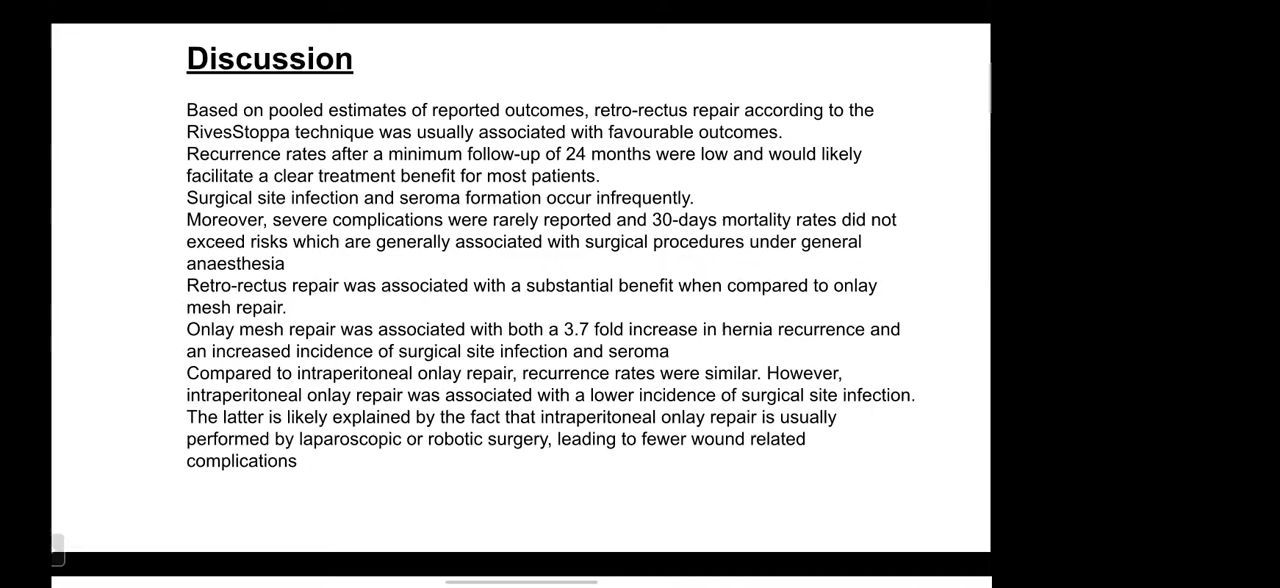 Discussion
Based on pooled estimates of reported outcomes, retro-rectus repair according to the
RivesStoppa technique was usually associated with favourable outcomes.
Recurrence rates after a minimum follow-up of 24 months were low and would likely
facilitate a clear treatment benefit for most patients.
Surgical site infection and seroma formation occur infrequently.
Moreover, severe complications were rarely reported and 30-days mortality rates did not
exceed risks which are generally associated with surgical procedures under general
anaesthesia
Retro-rectus repair was associated with a substantial benefit when compared to onlay
mesh repair.
Onlay mesh repair was associated with both a 3.7 fold increase in hernia recurrence and
an increased incidence of surgical site infection and seroma
Compared to intraperitoneal onlay repair, recurrence rates were similar. However,
intraperitoneal onlay repair was associated with a lower incidence of surgical site infection.
The latter is likely explained by the fact that intraperitoneal onlay repair is usually
performed by laparoscopic or robotic surgery, leading to fewer wound related
complications